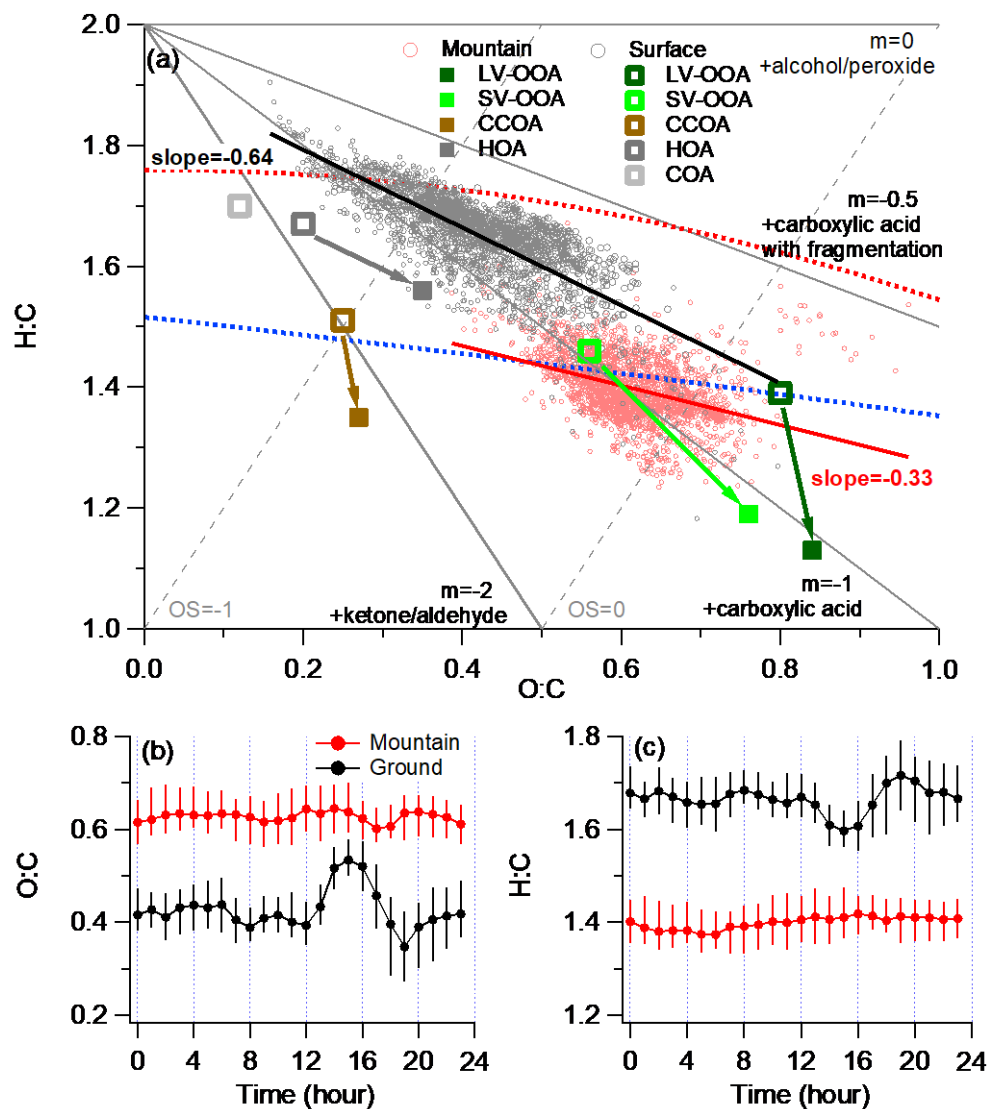 2.0
(a)
Mountain
Surface
m=0
+alcohol/peroxide
LV-OOA
LV-OOA
SV-OOA
SV-OOA
CCOA
CCOA
HOA
HOA
COA
1.8
slope=-0.64
m=-0.5
+carboxylic acid
with fragmentation
1.6
H:C
1.4
slope=-0.33
1.2
m=-2
+ketone/aldehyde
m=-1
+carboxylic acid
OS=-1
OS=0
1.0
0.0
0.2
0.4
0.6
0.8
1.0
O:C
0.8
(b)
Mountain
Ground
0.6
O:C
0.4
0.2
0
4
8
12
16
20
24
Time (hour)
1.8
(c)
1.6
H:C
1.4
1.2
0
4
8
12
16
20
24
Time (hour)